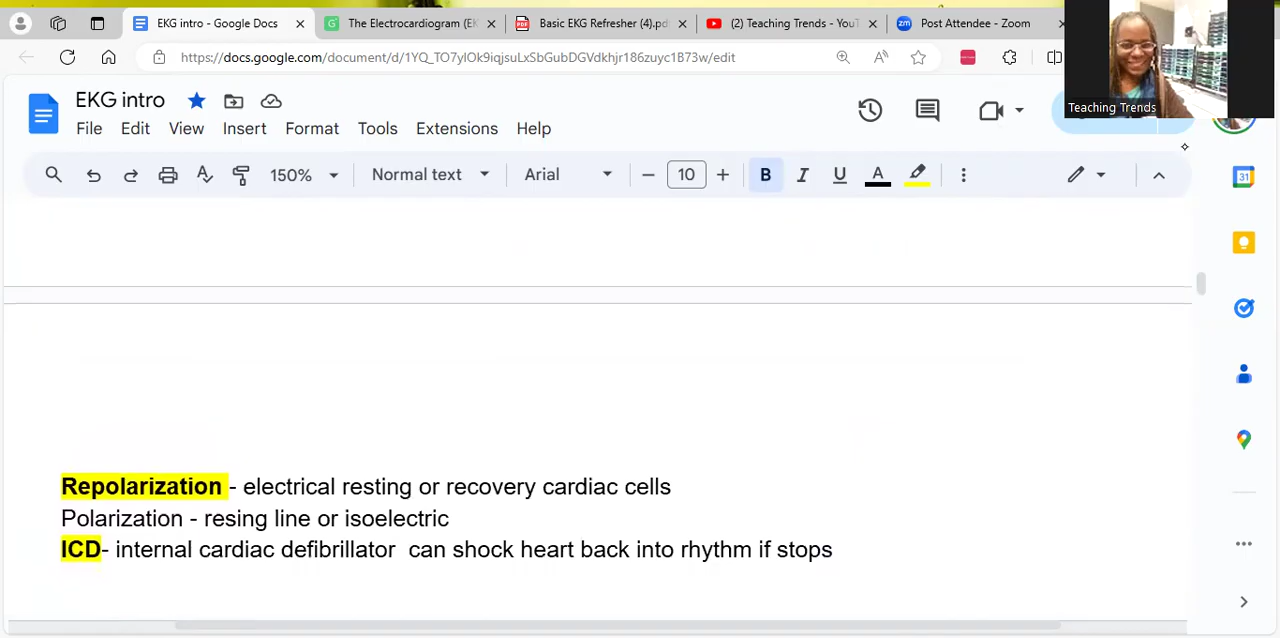 EKG intro - Google Docs
The Electrocardiogram (EK
Basic EKG Refresher (4).pd
(2) Teaching Trends - YouT
Post Attendee - Zoom
https://docs.google.com/document/d/1YQ_TO7ylOk9iqjsuLxSbGubDGVdkhjr186zuyc1B73w/edit
Teaching Trends
EKG intro
File Edit View Insert Format Tools Extensions Help
150% Normal text Arial 10 B I U A
31
Repolarization - electrical resting or recovery cardiac cells
Polarization - resing line or isoelectric
ICD- internal cardiac defibrillator can shock heart back into rhythm if stops